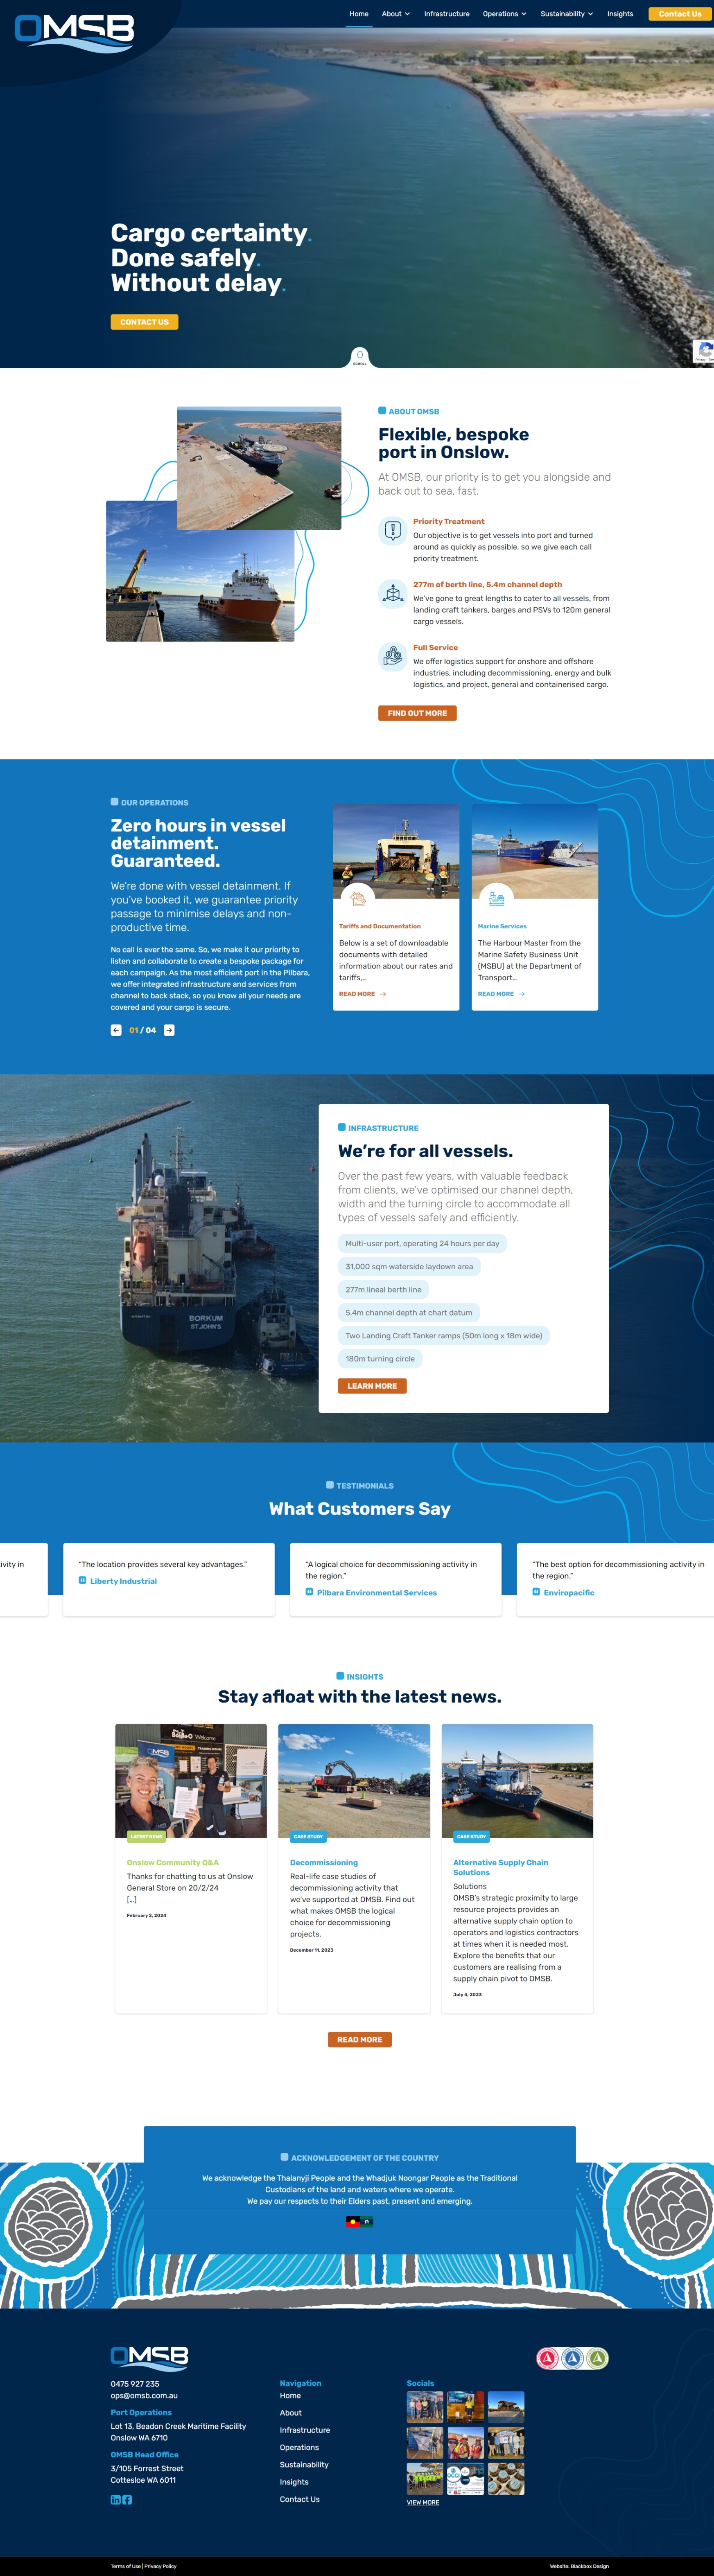 OMSB
Home About Infrastructure Operations Sustainability Insights Contact Us
Cargo certainty.
Done safely.
Without delay.
CONTACT US
SCROLL
ABOUT OMSB
Flexible, bespoke
port in Onslow.
At OMSB, our priority is to get you alongside and
back out to sea, fast.
Priority Treatment
Our objective is to get vessels into port and turned
around as quickly as possible, so we give each call
priority treatment.
277m of berth line, 5.4m channel depth
We've gone to great lengths to cater to all vessels, from
landing craft tankers, barges and PSVs to 120m general
cargo vessels.
Full Service
We offer logistics support for onshore and offshore
industries, including decommissioning, energy and bulk
logistics, and project, general and containerised cargo.
FIND OUT MORE
OUR OPERATIONS
Zero hours in vessel
detainment.
Guaranteed.
We're done with vessel detainment. If
you've booked it, we guarantee priority
passage to minimise delays and non-
productive time.
No call is ever the same. So, we make it our priority to
listen and collaborate to create a bespoke package for
each campaign. As the most efficient port in the Pilbara,
we offer integrated infrastructure and services from
channel to back stack, so you know all your needs are
covered and your cargo is secure.
01 / 04
Tariffs and Documentation
Below is a set of downloadable
documents with detailed
information about our rates and
tariffs,...
READ MORE
Marine Services
The Harbour Master from the
Marine Safety Business Unit
(MSBU) at the Department of
Transport...
READ MORE
BORKUM
ST.JOHN'S
INFRASTRUCTURE
We're for all vessels.
Over the past few years, with valuable feedback
from clients, we've optimised our channel depth,
width and the turning circle to accommodate all
types of vessels safely and efficiently.
Multi-user port, operating 24 hours per day
31,000 sqm waterside laydown area
277m lineal berth line
5.4m channel depth at chart datum
Two Landing Craft Tanker ramps (50m long x 18m wide)
180m turning circle
LEARN MORE
TESTIMONIALS
What Customers Say
ivity in
"The location provides several key advantages."
Liberty Industrial
"A logical choice for decommissioning activity in
the region."
Pilbara Environmental Services
"The best option for decommissioning activity in
the region."
Enviropacific
INSIGHTS
Stay afloat with the latest news.
Welcome
OMSB
LATEST NEWS
Onslow Community Q&A
Thanks for chatting to us at Onslow
General Store on 20/2/24
[...]
February 2, 2024
CASE STUDY
Decommissioning
Real-life case studies of
decommissioning activity that
we've supported at OMSB. Find out
what makes OMSB the logical
choice for decommissioning
projects.
December 11, 2023
CASE STUDY
Alternative Supply Chain
Solutions
Solutions
OMSB's strategic proximity to large
resource projects provides an
alternative supply chain option to
operators and logistics contractors
at times when it is needed most.
Explore the benefits that our
customers are realising from a
supply chain pivot to OMSB.
July 4, 2023
READ MORE
ACKNOWLEDGEMENT OF THE COUNTRY
We acknowledge the Thalanyji People and the Whadjuk Noongar People as the Traditional
Custodians of the land and waters where we operate.
We pay our respects to their Elders past, present and emerging.
OMSB
0475 927 235
ops@omsb.com.au
Port Operations
Lot 13, Beadon Creek Maritime Facility
Onslow WA 6710
OMSB Head Office
3/105 Forrest Street
Cottesloe WA 6011
Navigation
Home
About
Infrastructure
Operations
Sustainability
Insights
Contact Us
Socials
VIEW MORE
Terms of Use | Privacy Policy
Website: Blackbox Design